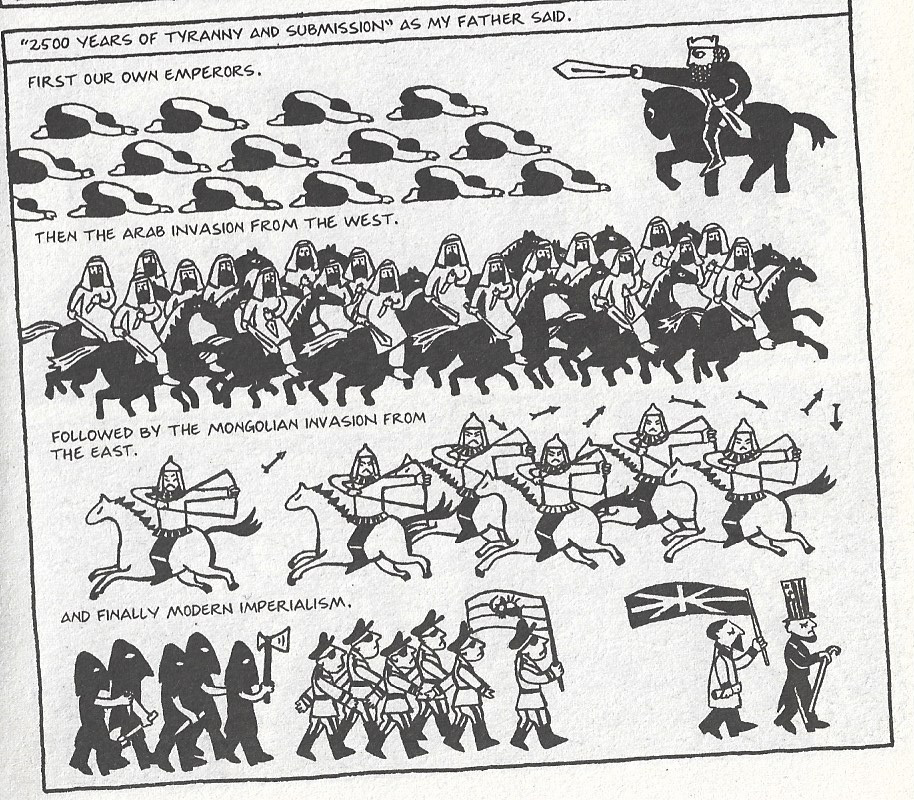 "2500 YEARS OF TYRANNY AND SUBMISSION" AS MY FATHER SAID.
FIRST OUR OWN EMPERORS.
THEN THE ARAB INVASION FROM THE WEST.
FOLLOWED BY THE MONGOLIAN INVASION FROM
THE EAST.
AND FINALLY MODERN IMPERIALISM.